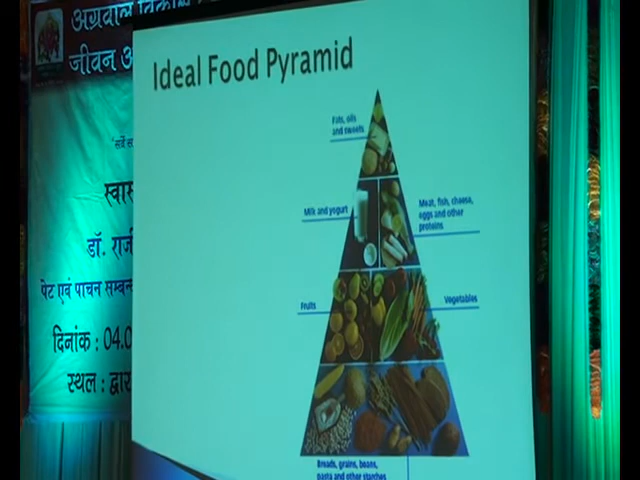 अग्रवाल विकास
जीवन
Ideal Food Pyramid
Fats, oils
and sweets
Milk and yogurt
Meat, fish, cheese,
eggs and other
proteins
Fruits
Vegetables
Breads, grains, beans,
pasta and other starches
डॉ.
पेट एवं पाचन सम्बन्ध
दिनांक : 04.0
स्थल :